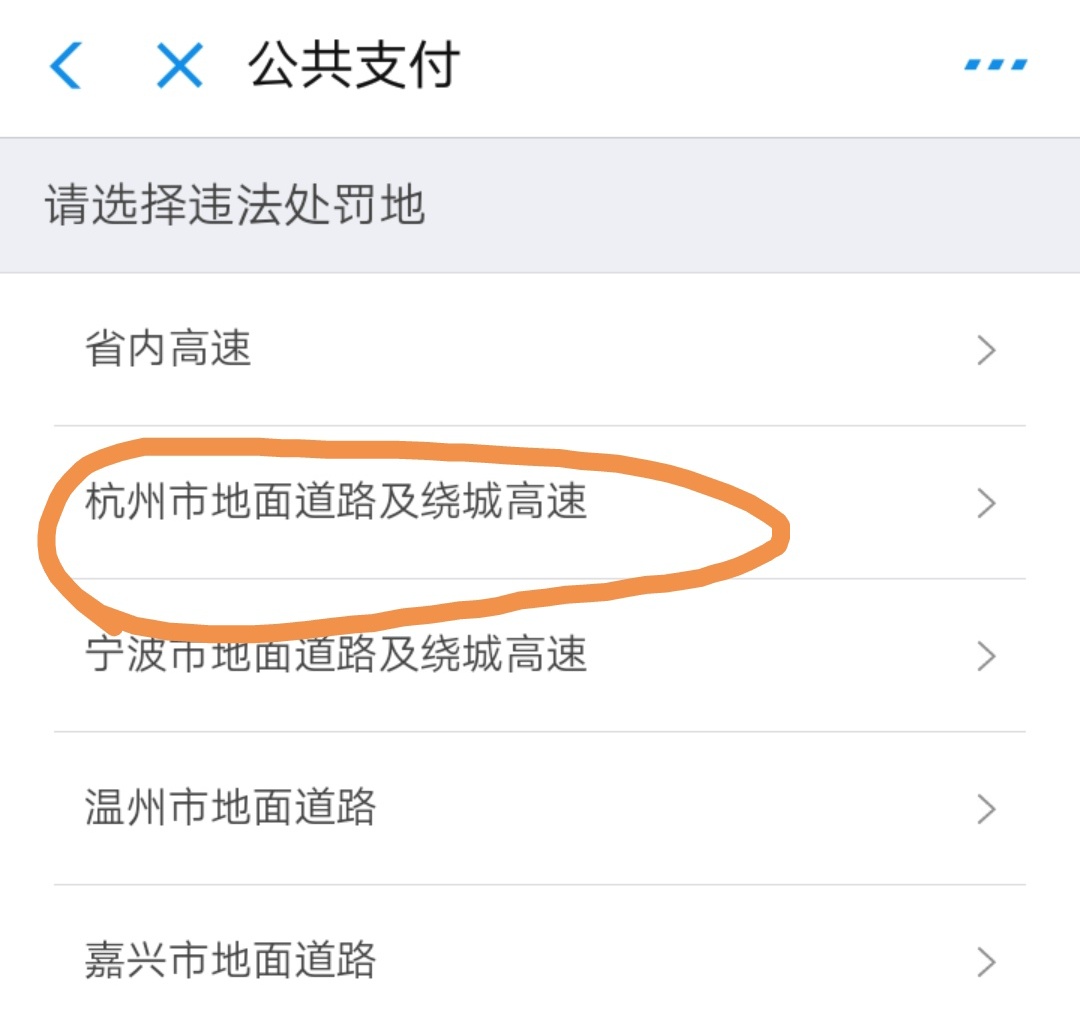 公共支付
请选择违法处罚地
省内高速
杭州市地面道路及绕城高速
宁波市地面道路及绕城高速
温州市地面道路
嘉兴市地面道路